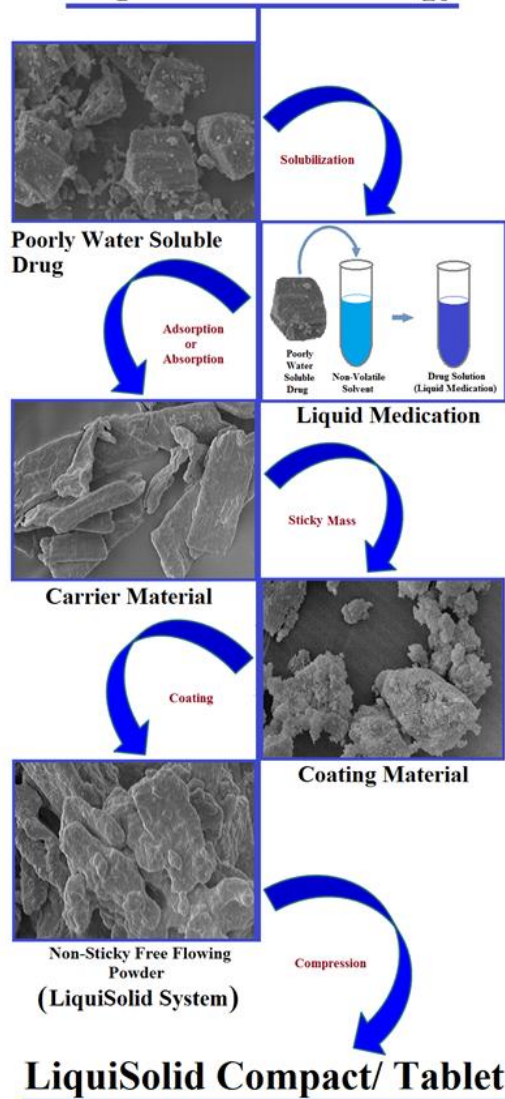 Solubilization
Poorly Water Soluble
Drug
Poorly
Water
Soluble
Drug
Non-Volatile
Solvent
Drug Solution
(Liquid Medication)
Liquid Medication
Adsorption
or
Absorption
Carrier Material
Sticky Mass
Coating Material
Coating
Non-Sticky Free Flowing
Powder
(LiquiSolid System)
Compression
LiquiSolid Compact/ Tablet